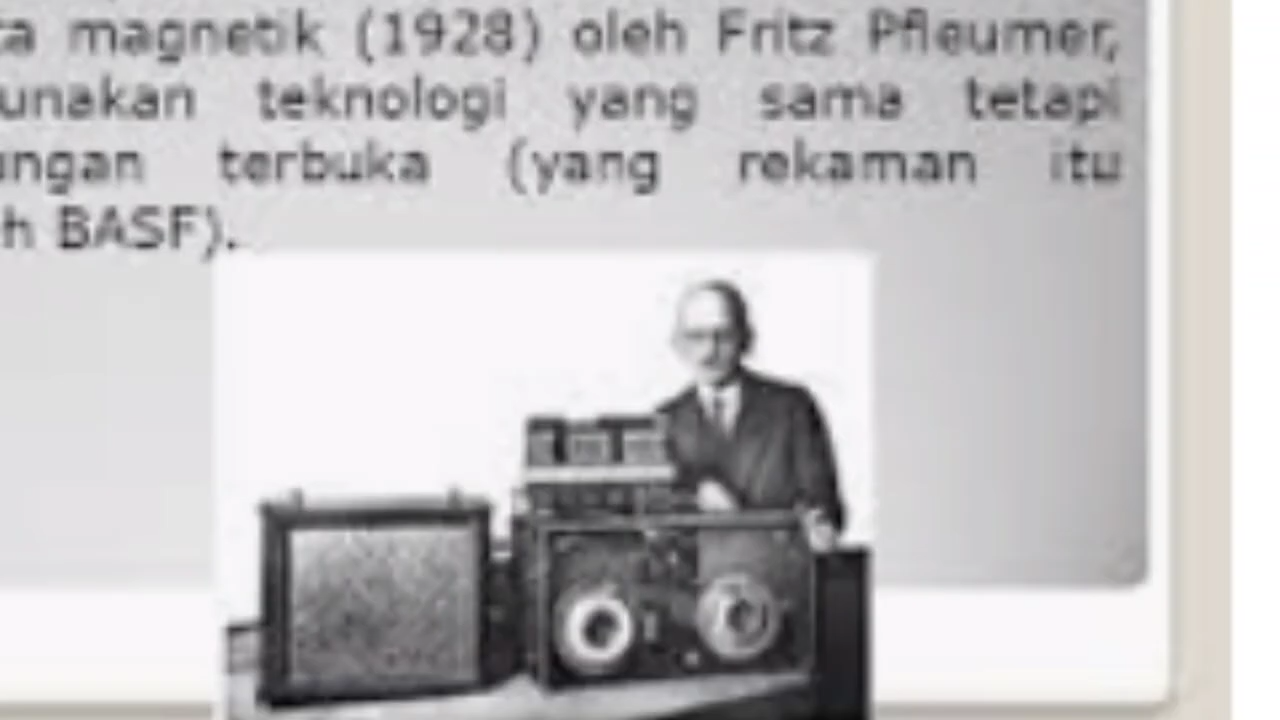 magnetik (1928) oleh Fritz Pfleumer,
teknologi yang sama tetapi
terbuka (yang rekaman itu
BASF).